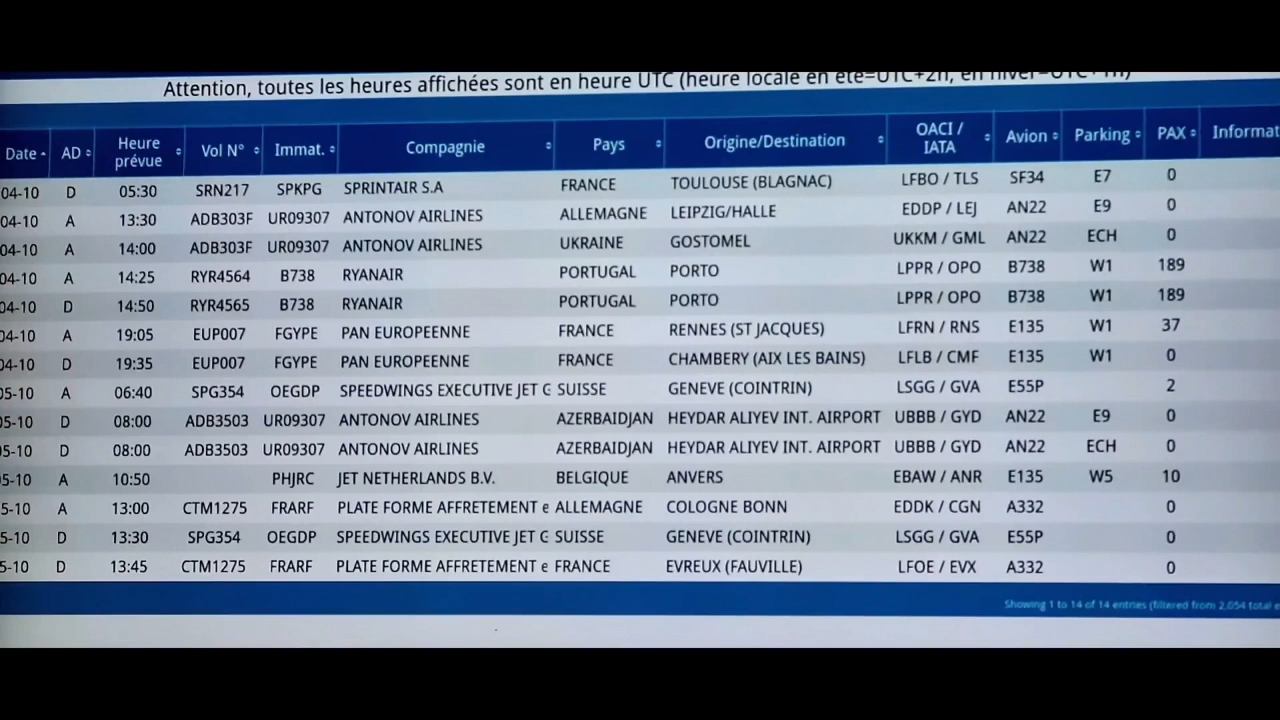 Attention, toutes les heures affichées sont en heure UTC (heure locale en été=UTC+2h, en hiver=UTC+1h)
Date AD Heure prévue Vol N° Immat. Compagnie Pays Origine/Destination OACI / IATA Avion Parking PAX Informat
04-10 D 05:30 SRN217 SPKPG SPRINTAIR S.A FRANCE TOULOUSE (BLAGNAC) LFBO / TLS SF34 E7 0
04-10 A 13:30 ADB303F UR09307 ANTONOV AIRLINES ALLEMAGNE LEIPZIG/HALLE EDDP / LEJ AN22 E9 0
04-10 A 14:00 ADB303F UR09307 ANTONOV AIRLINES UKRAINE GOSTOMEL UKKM / GML AN22 ECH 0
04-10 A 14:25 RYR4564 B738 RYANAIR PORTUGAL PORTO LPPR / OPO B738 W1 189
04-10 D 14:50 RYR4565 B738 RYANAIR PORTUGAL PORTO LPPR / OPO B738 W1 189
04-10 A 19:05 EUP007 FGYPE PAN EUROPEENNE FRANCE RENNES (ST JACQUES) LFRN / RNS E135 W1 37
04-10 D 19:35 EUP007 FGYPE PAN EUROPEENNE FRANCE CHAMBERY (AIX LES BAINS) LFLB / CMF E135 W1 0
05-10 A 06:40 SPG354 OEGDP SPEEDWINGS EXECUTIVE JET G SUISSE GENEVE (COINTRIN) LSGG / GVA E55P 2
05-10 D 08:00 ADB3503 UR09307 ANTONOV AIRLINES AZERBAIDJAN HEYDAR ALIYEV INT. AIRPORT UBBB / GYD AN22 E9 0
05-10 D 08:00 ADB3503 UR09307 ANTONOV AIRLINES AZERBAIDJAN HEYDAR ALIYEV INT. AIRPORT UBBB / GYD AN22 ECH 0
05-10 A 10:50 PHJRC JET NETHERLANDS B.V. BELGIQUE ANVERS EBAW / ANR E135 W5 10
5-10 A 13:00 CTM1275 FRARF PLATE FORME AFFRETEMENT e ALLEMAGNE COLOGNE BONN EDDK / CGN A332 0
5-10 D 13:30 SPG354 OEGDP SPEEDWINGS EXECUTIVE JET G SUISSE GENEVE (COINTRIN) LSGG / GVA E55P 0
5-10 D 13:45 CTM1275 FRARF PLATE FORME AFFRETEMENT e FRANCE EVREUX (FAUVILLE) LFOE / EVX A332 0
Showing 1 to 14 of 14 entries (filtered from 2,054 total e